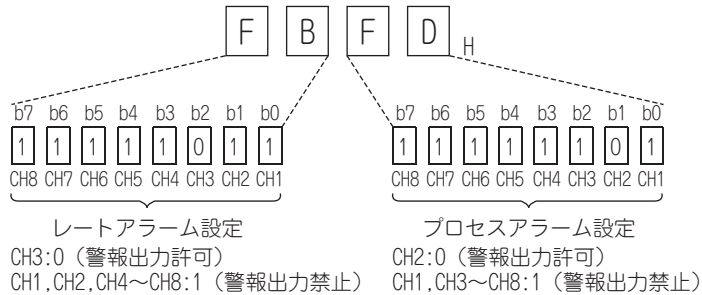 F B F D H
b7 b6 b5 b4 b3 b2 b1 b0
1 1 1 1 1 0 1 1
CH8 CH7 CH6 CH5 CH4 CH3 CH2 CH1
レートアラーム設定
CH3:0（警報出力許可）
CH1,CH2,CH4～CH8:1（警報出力禁止）
b7 b6 b5 b4 b3 b2 b1 b0
1 1 1 1 1 1 0 1
CH8 CH7 CH6 CH5 CH4 CH3 CH2 CH1
プロセスアラーム設定
CH2:0（警報出力許可）
CH1,CH3～CH8:1（警報出力禁止）